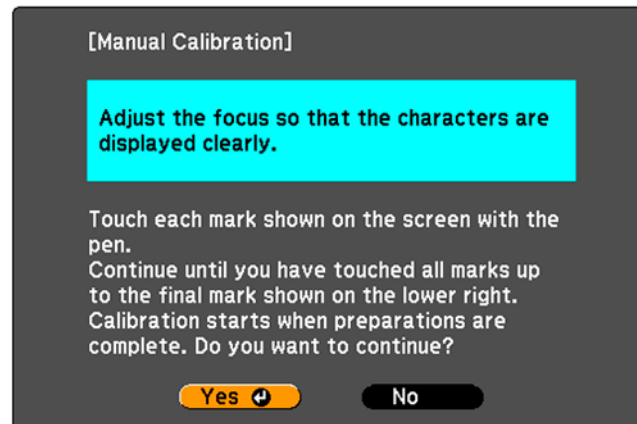 [Manual Calibration]
Adjust the focus so that the characters are
displayed clearly.
Touch each mark shown on the screen with the
pen.
Continue until you have touched all marks up
to the final mark shown on the lower right.
Calibration starts when preparations are
complete. Do you want to continue?
Yes No